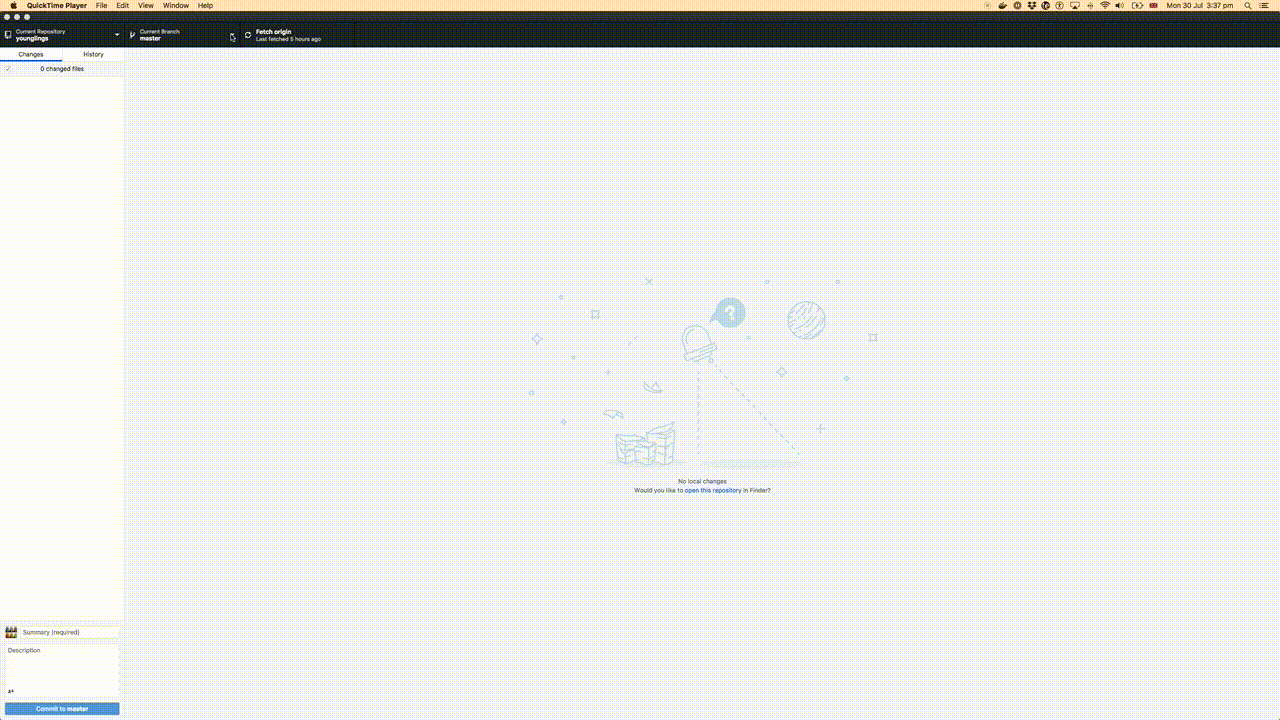 QuickTime Player File Edit View Window Help Mon 30 Jul 3:37 pm
Current Repository
younglings
Current Branch
master
Fetch origin
Last fetched 5 hours ago
Changes History
0 changed files
No local changes
Would you like to open this repository in Finder?
Summary (required)
Description
Commit to master